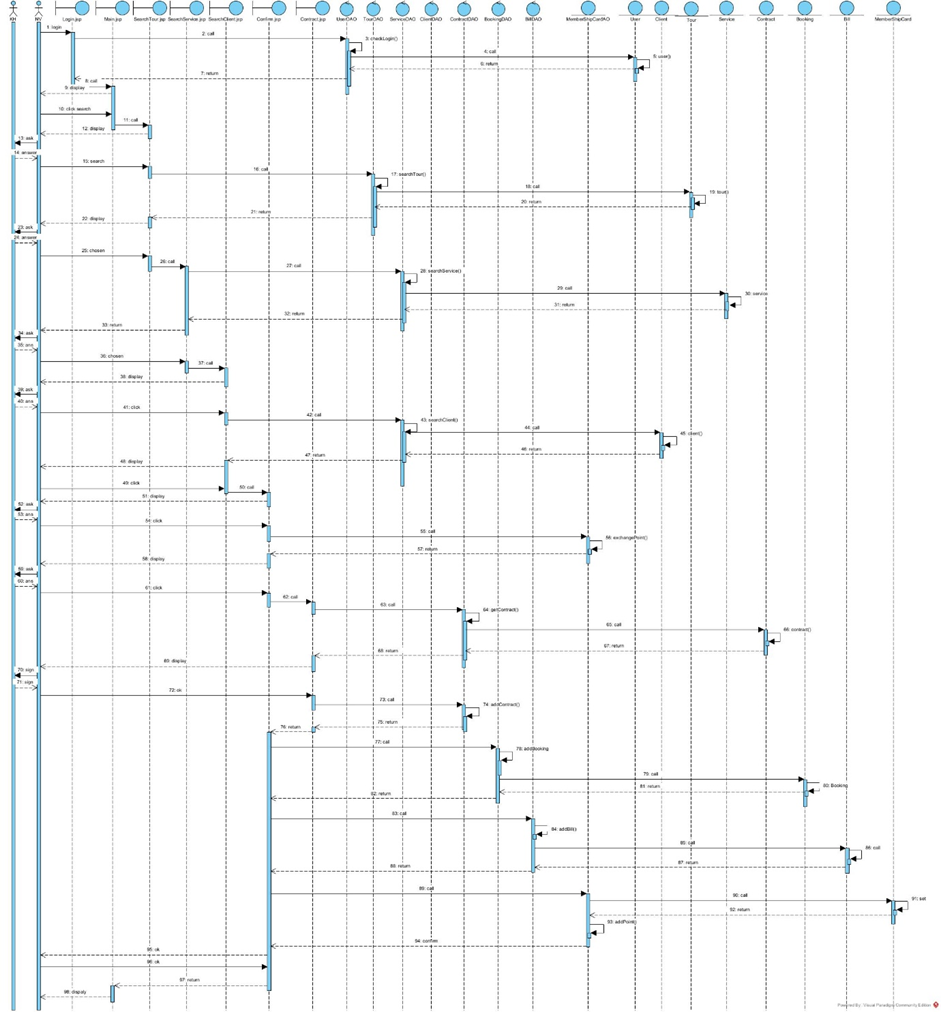 KH
NV
Login.jsp
Main.jsp
SearchTour.jsp
SearchService.jsp
SearchClient.jsp
Confirm.jsp
Contract.jsp
UserDAO
TourDAO
ServiceDAO
ClientDAO
ContractDAO
BookingDAO
BillDAO
MemberShipCardAO
User
Client
Tour
Service
Contract
Booking
Bill
MemberShipCard
1: login
2: call
3: checkLogin()
4: call
5: user()
6: return
7: return
8: call
9: display
10: click search
11: call
12: display
13: ask
14: answer
15: search
16: call
17: searchTour()
18: call
19: tour()
20: return
21: return
22: display
23: ask
24: answer
25: chosen
26: call
27: call
28: searchService()
29: call
30: service
31: return
32: return
33: return
34: ask
35: ans
36: chosen
37: call
38: display
39: ask
40: ans
41: click
42: call
43: searchClient()
44: call
45: client()
46: return
47: return
48: display
49: click
50: call
51: display
52: ask
53: ans
54: click
55: call
56: exchangePoint()
57: return
58: display
59: ask
60: ans
61: click
62: call
63: call
64: getContract()
65: call
66: contract()
67: return
68: return
69: display
70: sign
71: sign
72: ok
73: call
74: addContract()
75: return
76: return
77: call
78: addBooking
79: call
80: Booking
81: return
82: return
83: call
84: addBill()
85: call
86: call
87: return
88: return
89: call
90: call
91: set
92: return
93: addPoint()
94: confirm
95: ok
96: ok
97: return
98: dispaly
Powered By: Visual Paradigm Community Edition